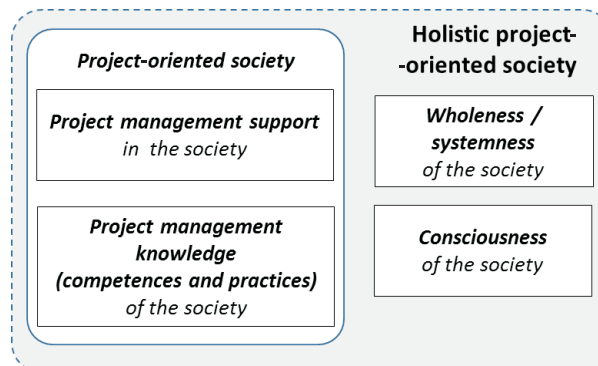 Project-oriented society
Project management support
in the society
Project management
knowledge
(competences and practices)
of the society
Holistic project-
-oriented society
Wholeness /
systemness
of the society
Consciousness
of the society